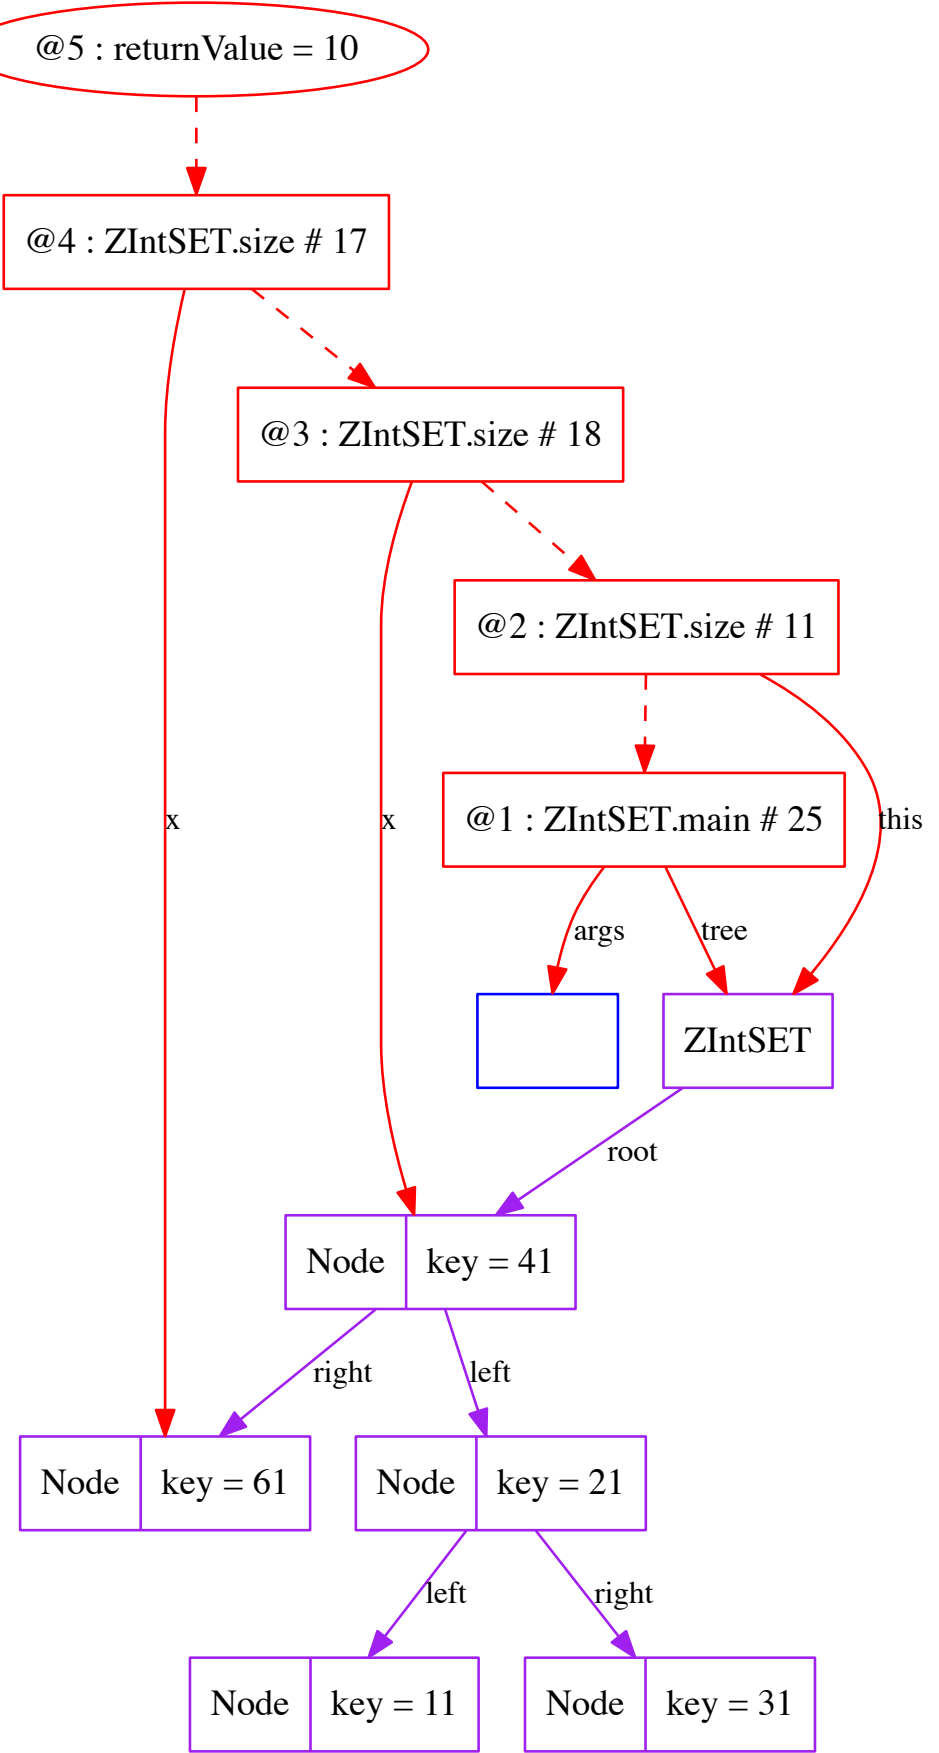 @5 : returnValue = 10
@4 : ZIntSET.size # 17
@3 : ZIntSET.size # 18
@2 : ZIntSET.size # 11
@1 : ZIntSET.main # 25
x
x
this
args
tree
ZIntSET
root
Node
key = 41
right
left
Node
key = 61
Node
key = 21
left
right
Node
key = 11
Node
key = 31